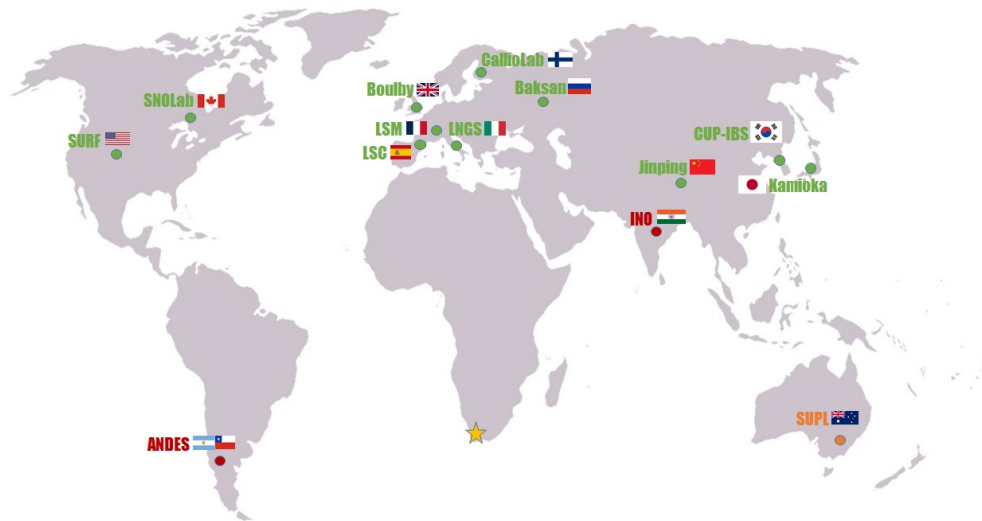 CallioLab
Boulby
Baksan
SNOLab
LSM
LNGS
SURF
CUP-IBS
LSC
Jinping
Kamioka
INO
SUPL
ANDES